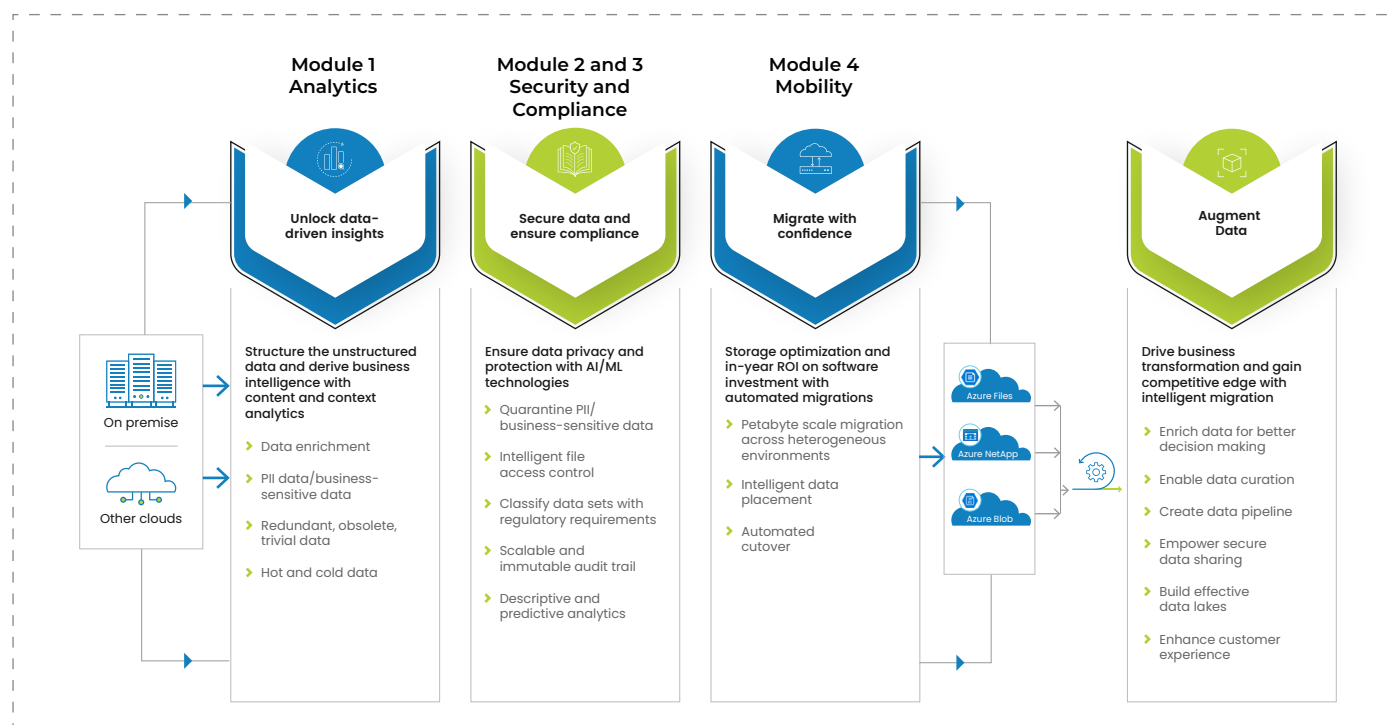 Module 1
Analytics
Module 2 and 3
Security and
Compliance
Module 4
Mobility
Unlock data-
driven insights
Secure data and
ensure compliance
Migrate with
confidence
Augment
Data
On premise
Other clouds
Structure the unstructured
data and derive business
intelligence with
content and context
analytics
Data enrichment
PII data/business-
sensitive data
Redundant, obsolete,
trivial data
Hot and cold data
Ensure data privacy and
protection with AI/ML
technologies
Quarantine PII/
business-sensitive data
Intelligent file
access control
Classify data sets with
regulatory requirements
Scalable and
immutable audit trail
Descriptive and
predictive analytics
Storage optimization and
in-year ROI on software
investment with
automated migrations
Petabyte scale migration
across heterogeneous
environments
Intelligent data
placement
Automated
cutover
Azure Files
Azure NetApp
Azure Blob
Drive business
transformation and gain
competitive edge with
intelligent migration
Enrich data for better
decision making
Enable data curation
Create data pipeline
Empower secure
data sharing
Build effective
data lakes
Enhance customer
experience